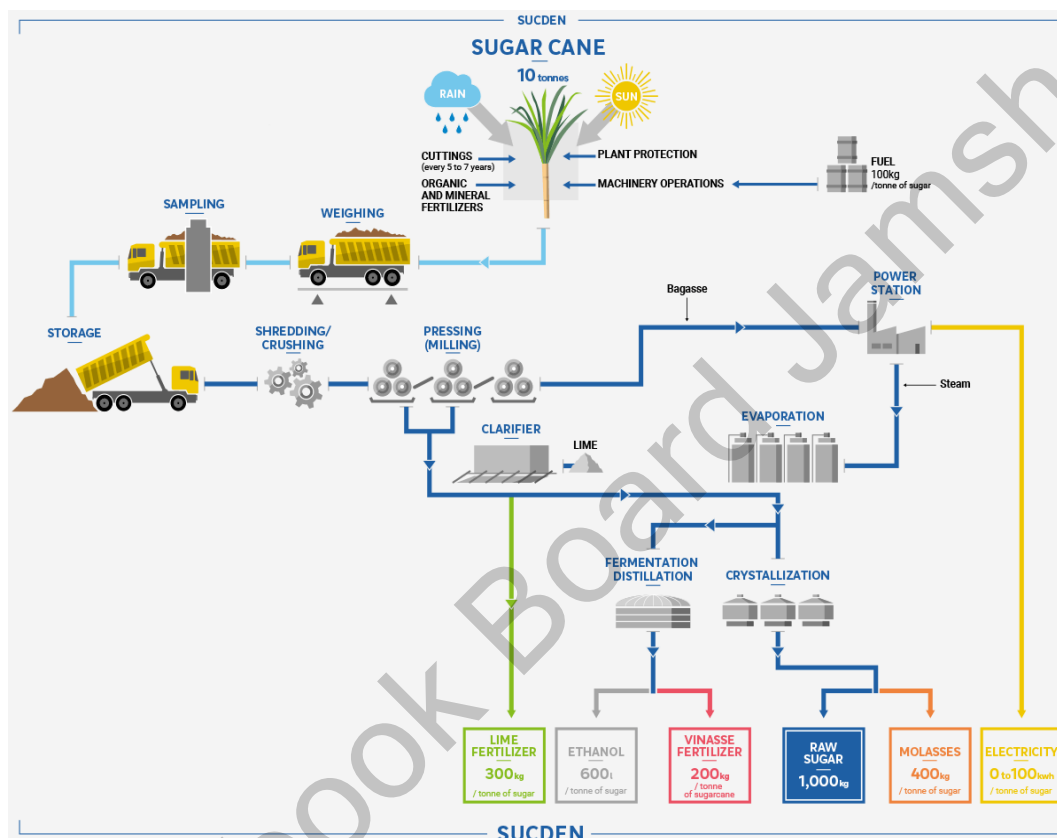 SUCDEN
SUGAR CANE
10 tonnes
RAIN
SUN
CUTTINGS
(every 5 to 7 years)
PLANT PROTECTION
ORGANIC
AND MINERAL
FERTILIZERS
MACHINERY OPERATIONS
FUEL
100kg
/tonne of sugar
SAMPLING
WEIGHING
POWER
STATION
Bagasse
STORAGE
SHREDDING/
CRUSHING
PRESSING
(MILLING)
Steam
EVAPORATION
CLARIFIER
LIME
FERMENTATION
DISTILLATION
CRYSTALLIZATION
LIME
FERTILIZER
300kg
/ tonne of sugar
ETHANOL
600l
/ tonne of sugar
VINASSE
FERTILIZER
200kg
/ tonne
of sugarcane
RAW
SUGAR
1,000kg
MOLASSES
400kg
/ tonne of sugar
ELECTRICITY
0 to 100kwh
/ tonne of sugar
SUCDEN
ook Board Jamsh